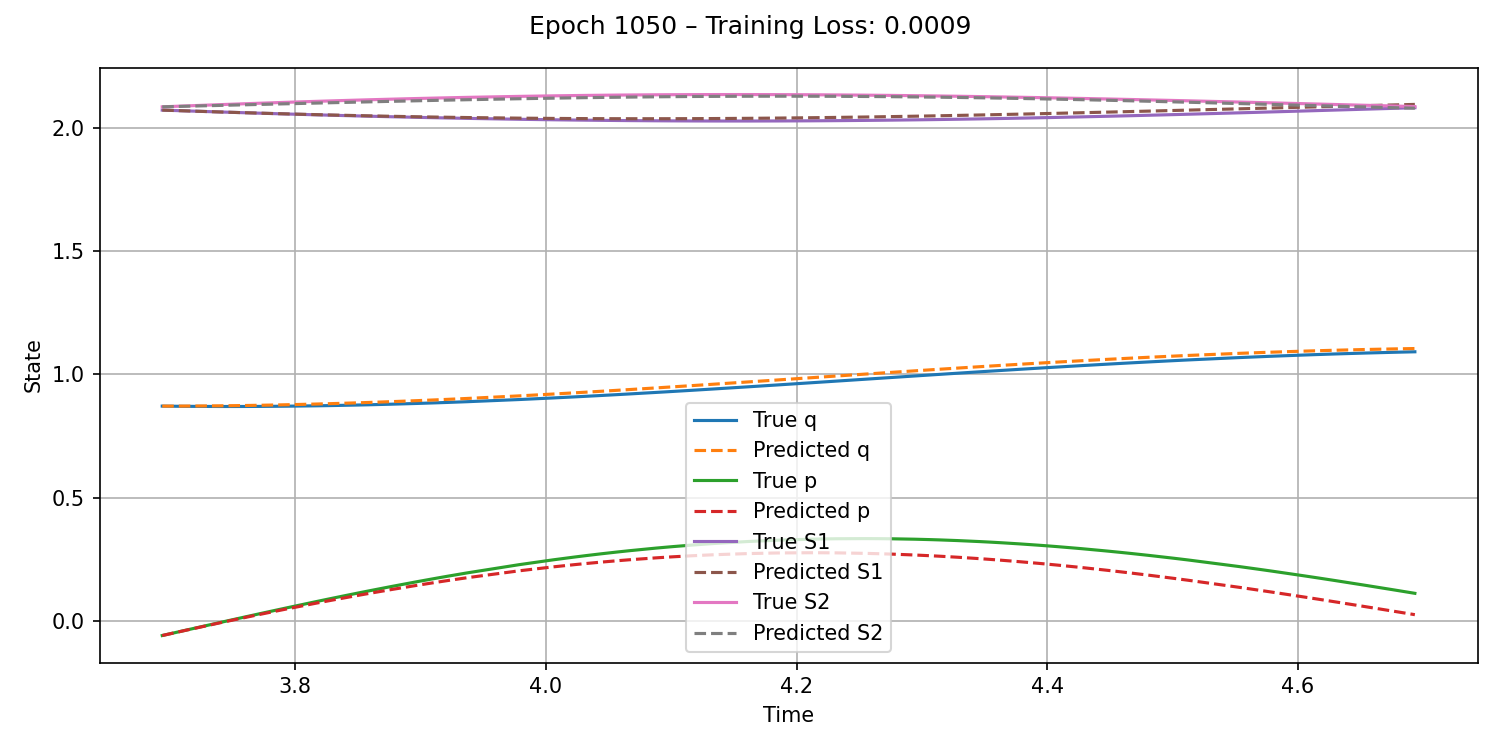 Epoch 1050 – Training Loss: 0.0009
State
2.0
1.5
1.0
0.5
0.0
True q
Predicted q
True p
Predicted p
True S1
Predicted S1
True S2
Predicted S2
3.8 4.0 4.2 4.4 4.6
Time